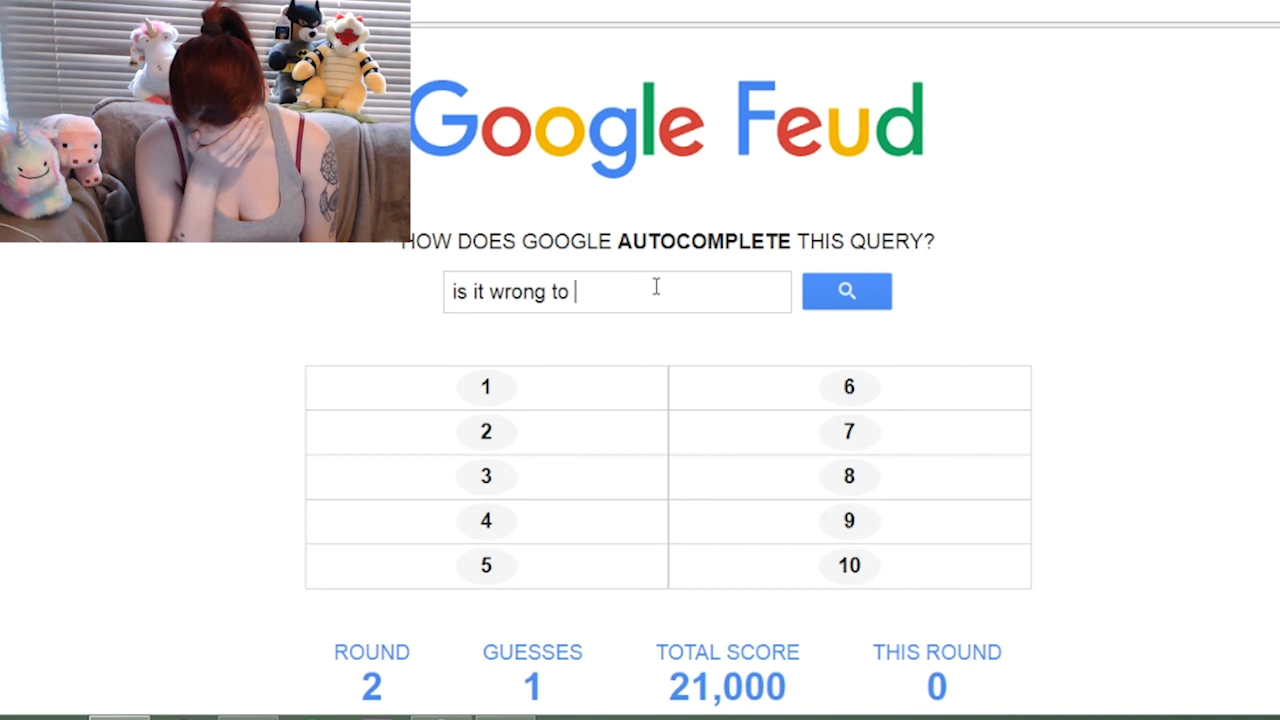 Google Feud
HOW DOES GOOGLE AUTOCOMPLETE THIS QUERY?
is it wrong to
1 6
2 7
3 8
4 9
5 10
ROUND GUESSES TOTAL SCORE THIS ROUND
2 1 21,000 0